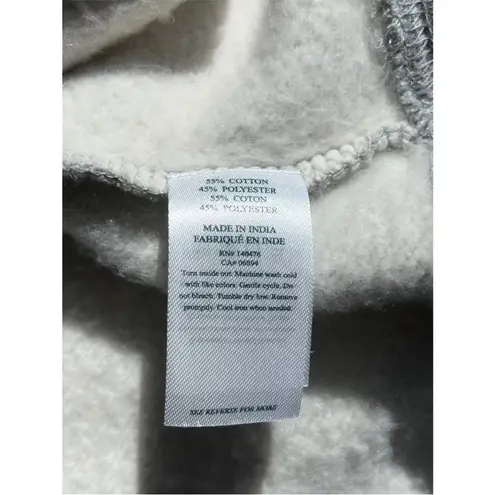 55% COTTON
45% POLYESTER
55% COTON
45% POLYESTER
MADE IN INDIA
FABRIQUÉ EN INDE
RN# 140476
CA# 06894
Turn inside out. Machine wash cold
with like colors. Gentle cycle. Do
not bleach. Tumble dry low. Remove
promptly. Cool iron when needed.
SEE REVERSE FOR MORE